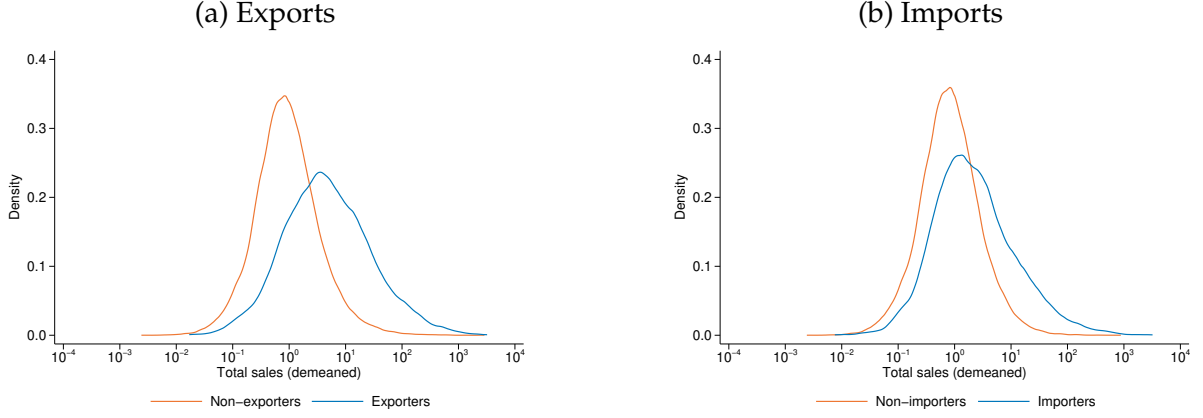 (a) Exports
0.4
0.3
0.2
0.1
0.0
Density
10⁻⁴ 10⁻³ 10⁻² 10⁻¹ 10⁰ 10¹ 10² 10³ 10⁴
Total sales (demeaned)
Non−exporters Exporters
(b) Imports
0.4
0.3
0.2
0.1
0.0
Density
10⁻⁴ 10⁻³ 10⁻² 10⁻¹ 10⁰ 10¹ 10² 10³ 10⁴
Total sales (demeaned)
Non−importers Importers